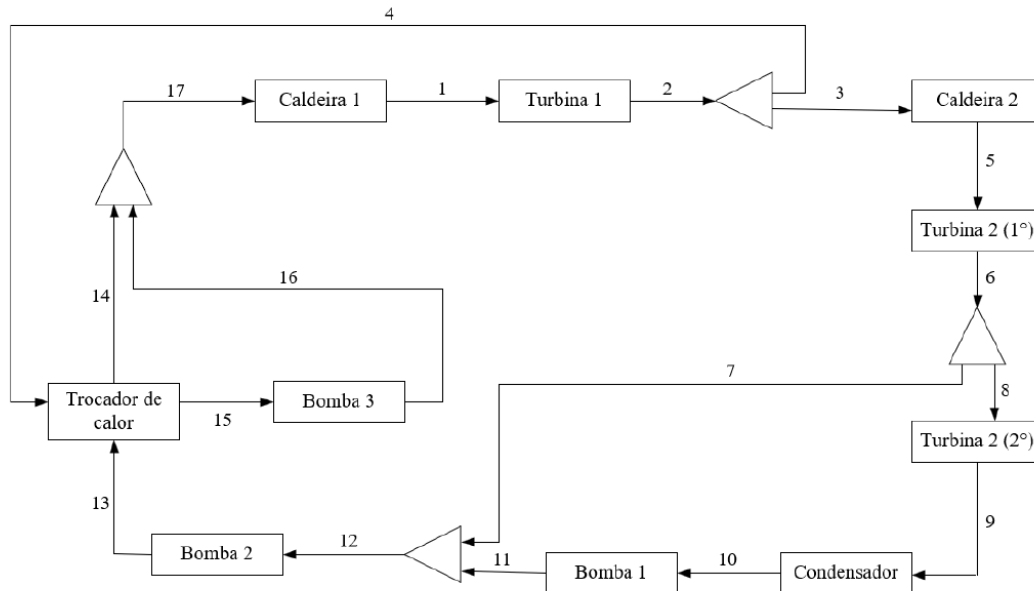 4
17
Caldeira 1
1
Turbina 1
2
3
Caldeira 2
5
Turbina 2 (1°)
6
16
14
7
8
Trocador de
calor
15
Bomba 3
Turbina 2 (2°)
13
9
Bomba 2
12
11
Bomba 1
10
Condensador